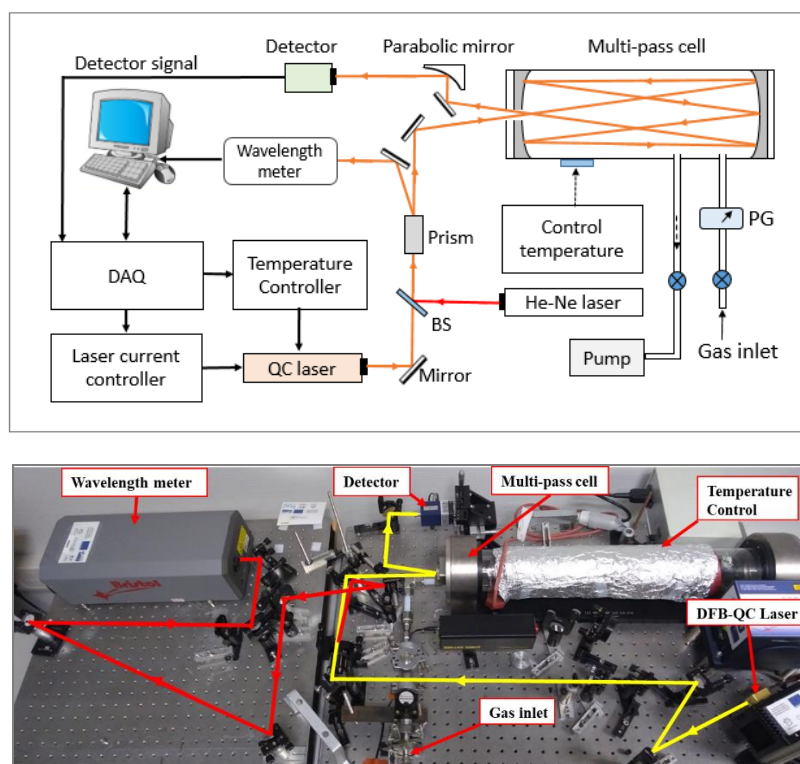 Detector
Parabolic mirror
Multi-pass cell
Detector signal
Wavelength
meter
Prism
Control
temperature
PG
DAQ
Temperature
Controller
BS
He-Ne laser
Laser current
controller
QC laser
Mirror
Pump
Gas inlet
Wavelength meter
Detector
Multi-pass cell
Temperature
Control
Bristol
DFB-QC Laser
Gas inlet